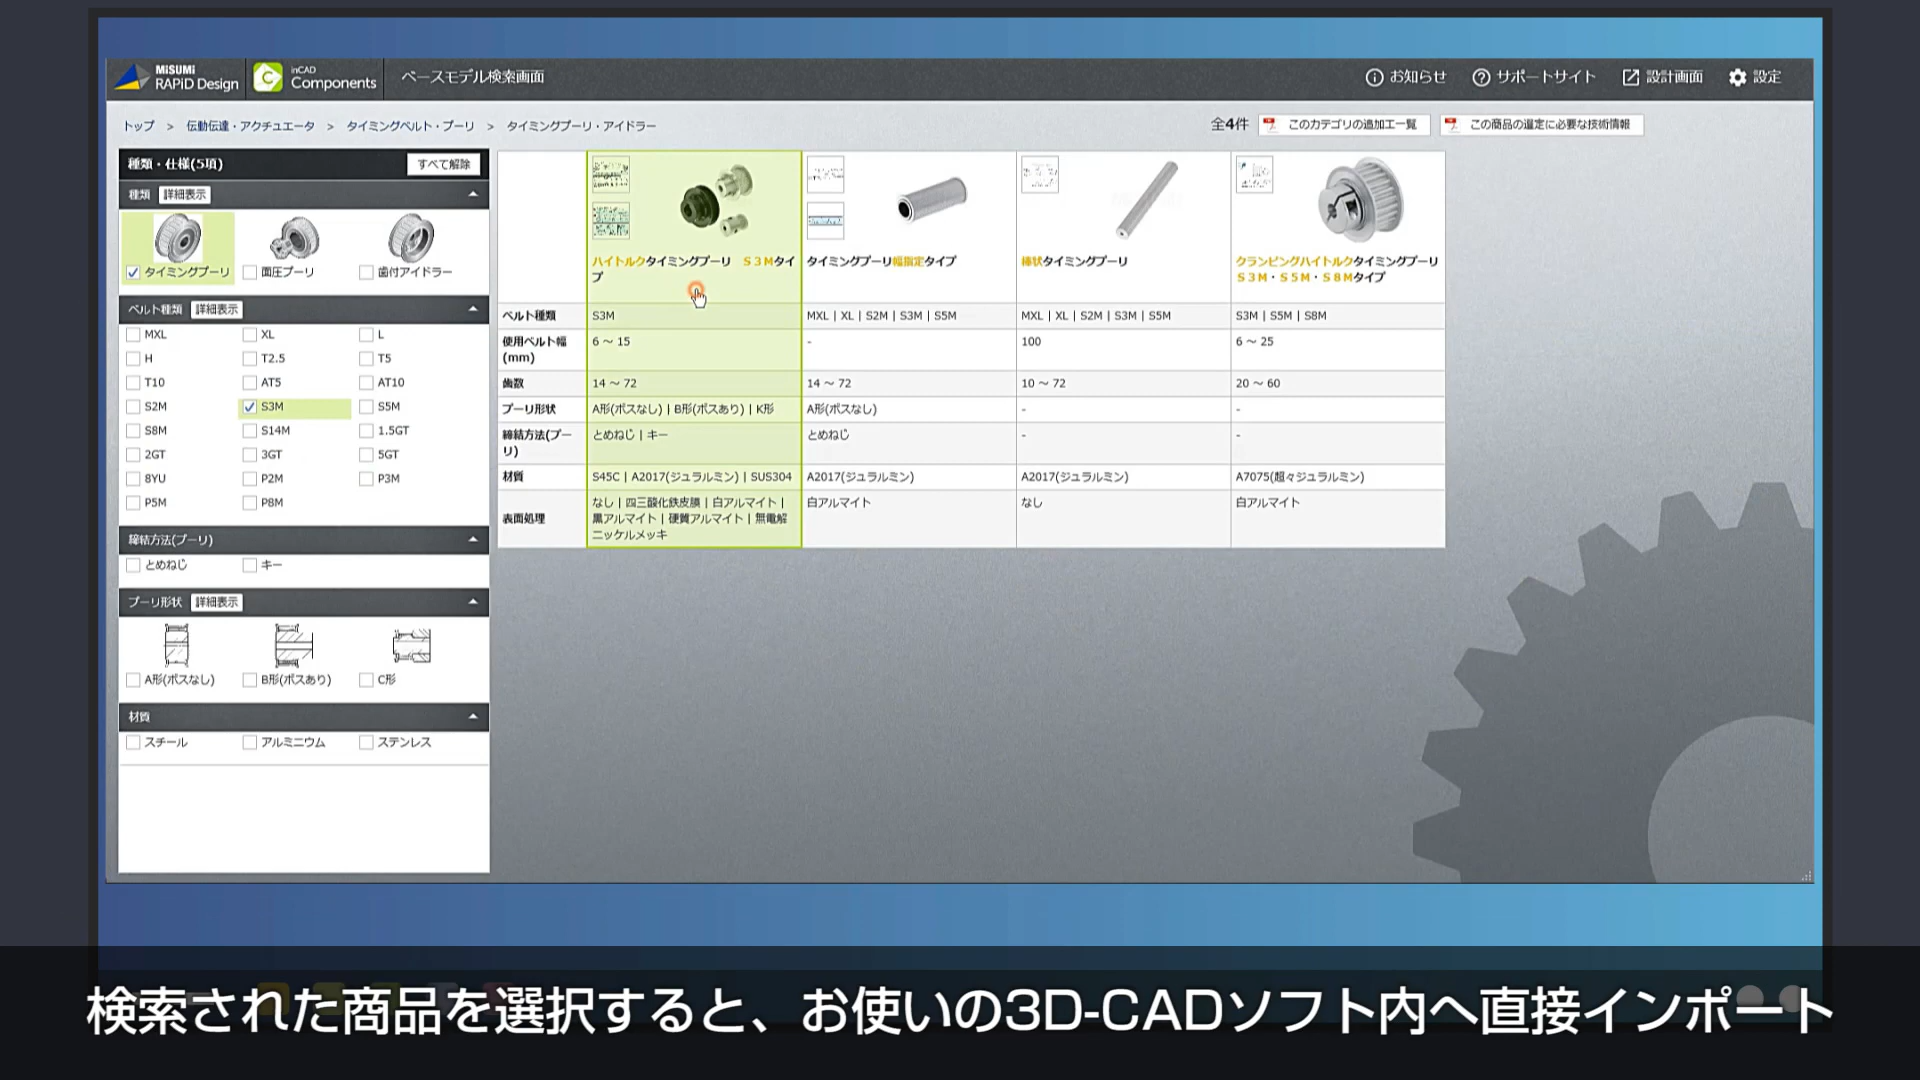 MiSUMi
RAPiD Design
inCAD
Components
ベースモデル検索画面
お知らせ
サポートサイト
設計画面
設定
トップ > 伝動伝達・アクチュエータ > タイミングベルト・プーリ > タイミングプーリ・アイドラー
全4件
このカテゴリの追加工一覧
この商品の選定に必要な技術情報
種類・仕様(5項)
すべて解除
種類 詳細表示
タイミングプーリ
面圧プーリ
歯付アイドラー
ベルト種類 詳細表示
MXL XL L
H T2.5 T5
T10 AT5 AT10
S2M S3M S5M
S8M S14M 1.5GT
2GT 3GT 5GT
8YU P2M P3M
P5M P8M
締結方法(プーリ)
とめねじ キー
プーリ形状 詳細表示
A形(ボスなし) B形(ボスあり) C形
材質
スチール アルミニウム ステンレス
ハイトルクタイミングプーリ S3Mタイ
プ
タイミングプーリ幅指定タイプ
棒状タイミングプーリ
クランピングハイトルクタイミングプーリ
S3M・S5M・S8Mタイプ
ベルト種類 S3M MXL | XL | S2M | S3M | S5M MXL | XL | S2M | S3M | S5M S3M | S5M | S8M
使用ベルト幅
(mm)
6 ～ 15 - 100 6 ～ 25
歯数 14 ～ 72 14 ～ 72 10 ～ 72 20 ～ 60
プーリ形状 A形(ボスなし) | B形(ボスあり) | K形 A形(ボスなし) - -
締結方法(プー
リ)
とめねじ | キー とめねじ - -
材質 S45C | A2017(ジュラルミン) | SUS304 A2017(ジュラルミン) A2017(ジュラルミン) A7075(超々ジュラルミン)
表面処理
なし | 四三酸化鉄皮膜 | 白アルマイト |
黒アルマイト | 硬質アルマイト | 無電解
ニッケルメッキ
白アルマイト なし 白アルマイト
検索された商品を選択すると、お使いの3D-CADソフト内へ直接インポート